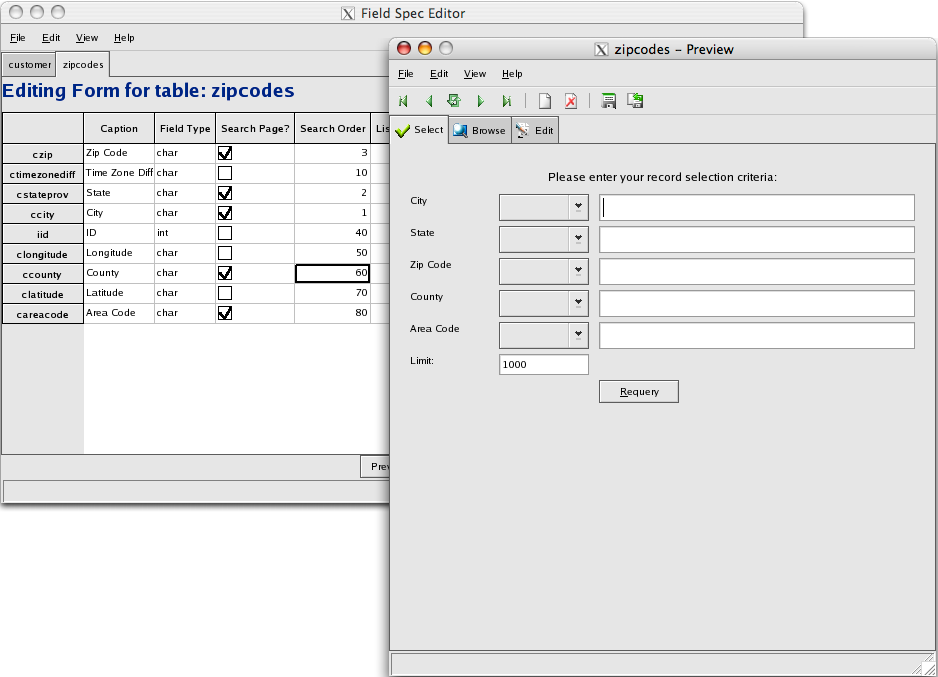 Field Spec Editor
File Edit View Help
customer zipcodes
Editing Form for table: zipcodes
Caption Field Type Search Page? Search Order
czip Zip Code char 3
ctimezonediff Time Zone Diff char 10
cstateprov State char 2
ccity City char 1
iid ID int 40
clongitude Longitude char 50
ccounty County char 60
clatitude Latitude char 70
careacode Area Code char 80
zipcodes – Preview
File Edit View Help
Select Browse Edit
Please enter your record selection criteria:
City
State
Zip Code
County
Area Code
Limit: 1000
Requery